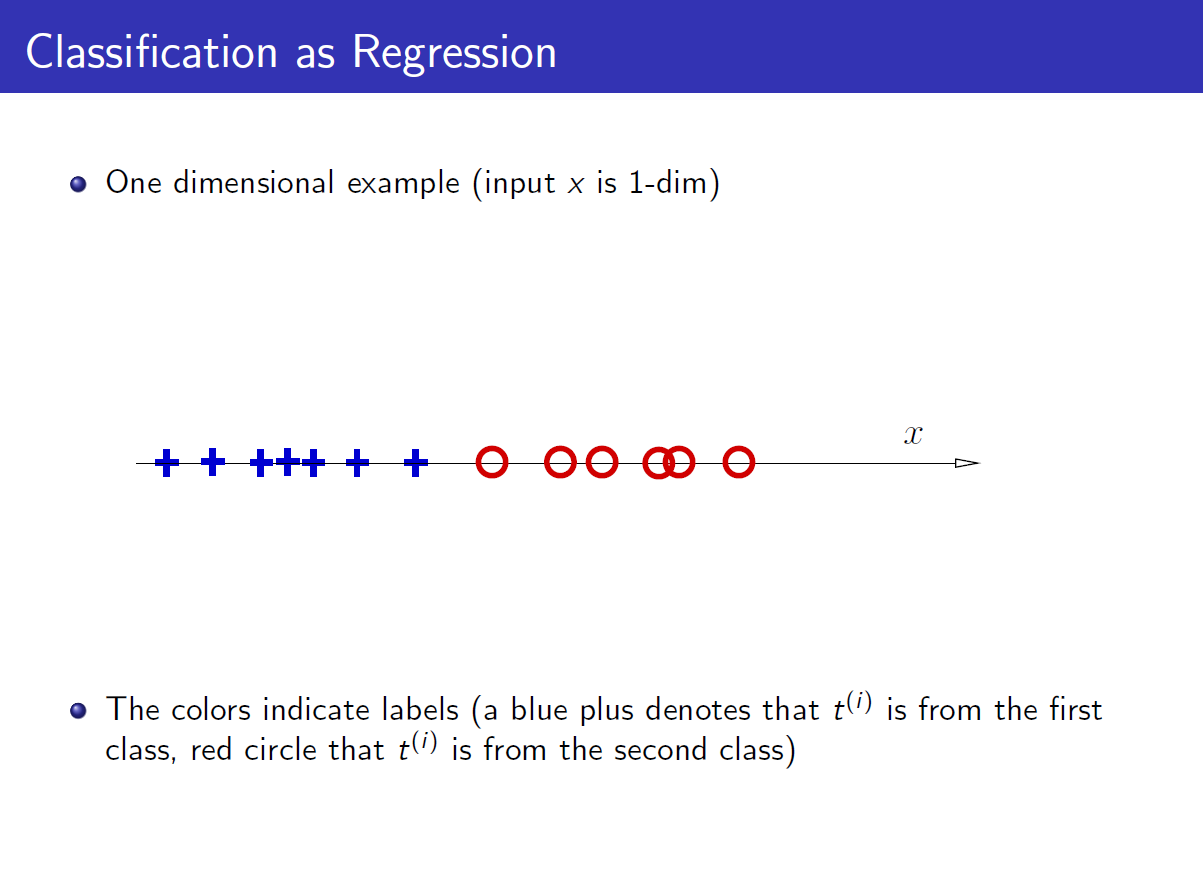 Classification as Regression
One dimensional example (input x is 1-dim)
x
The colors indicate labels (a blue plus denotes that t^(i) is from the first
class, red circle that t^(i) is from the second class)